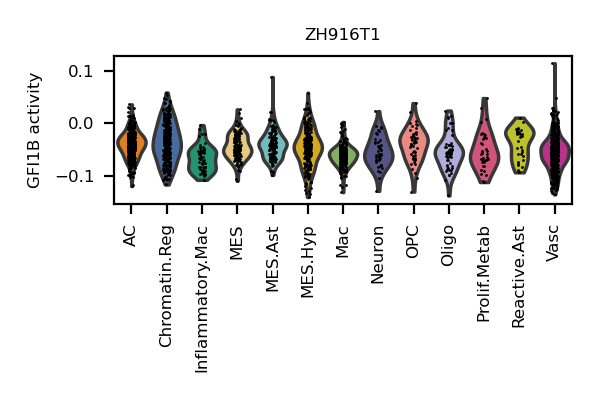 ZH916T1
GFI1B activity
0.1
0.0
−0.1
AC
Chromatin.Reg
Inflammatory.Mac
MES
MES.Ast
MES.Hyp
Mac
Neuron
OPC
Oligo
Prolif.Metab
Reactive.Ast
Vasc